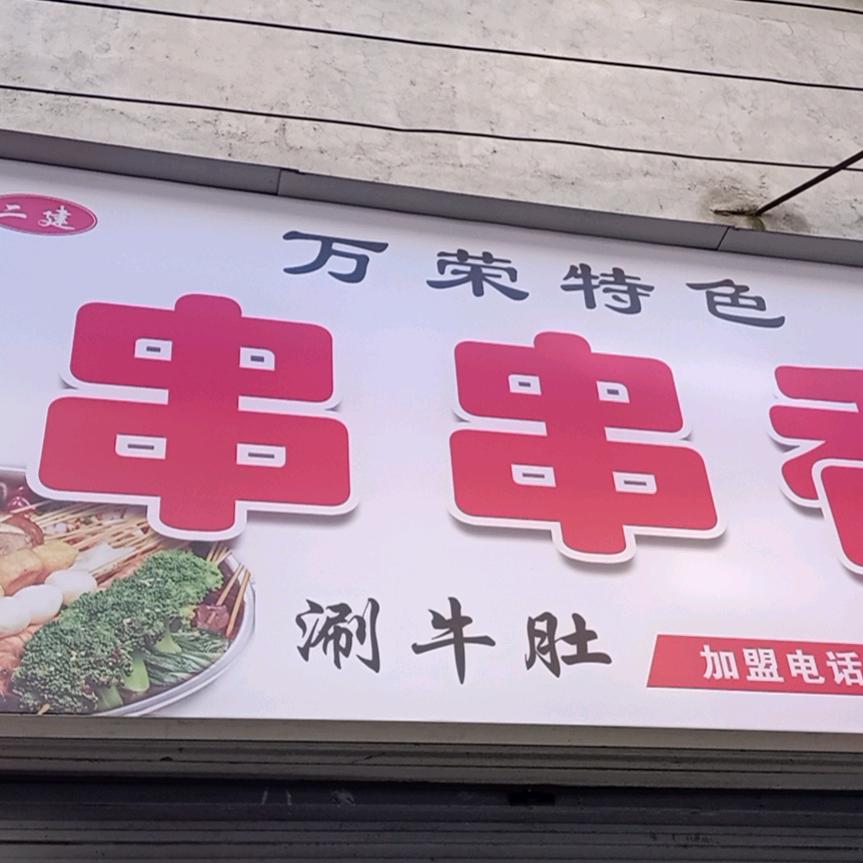 二建
万荣特色
串串
涮牛肚
加盟电话